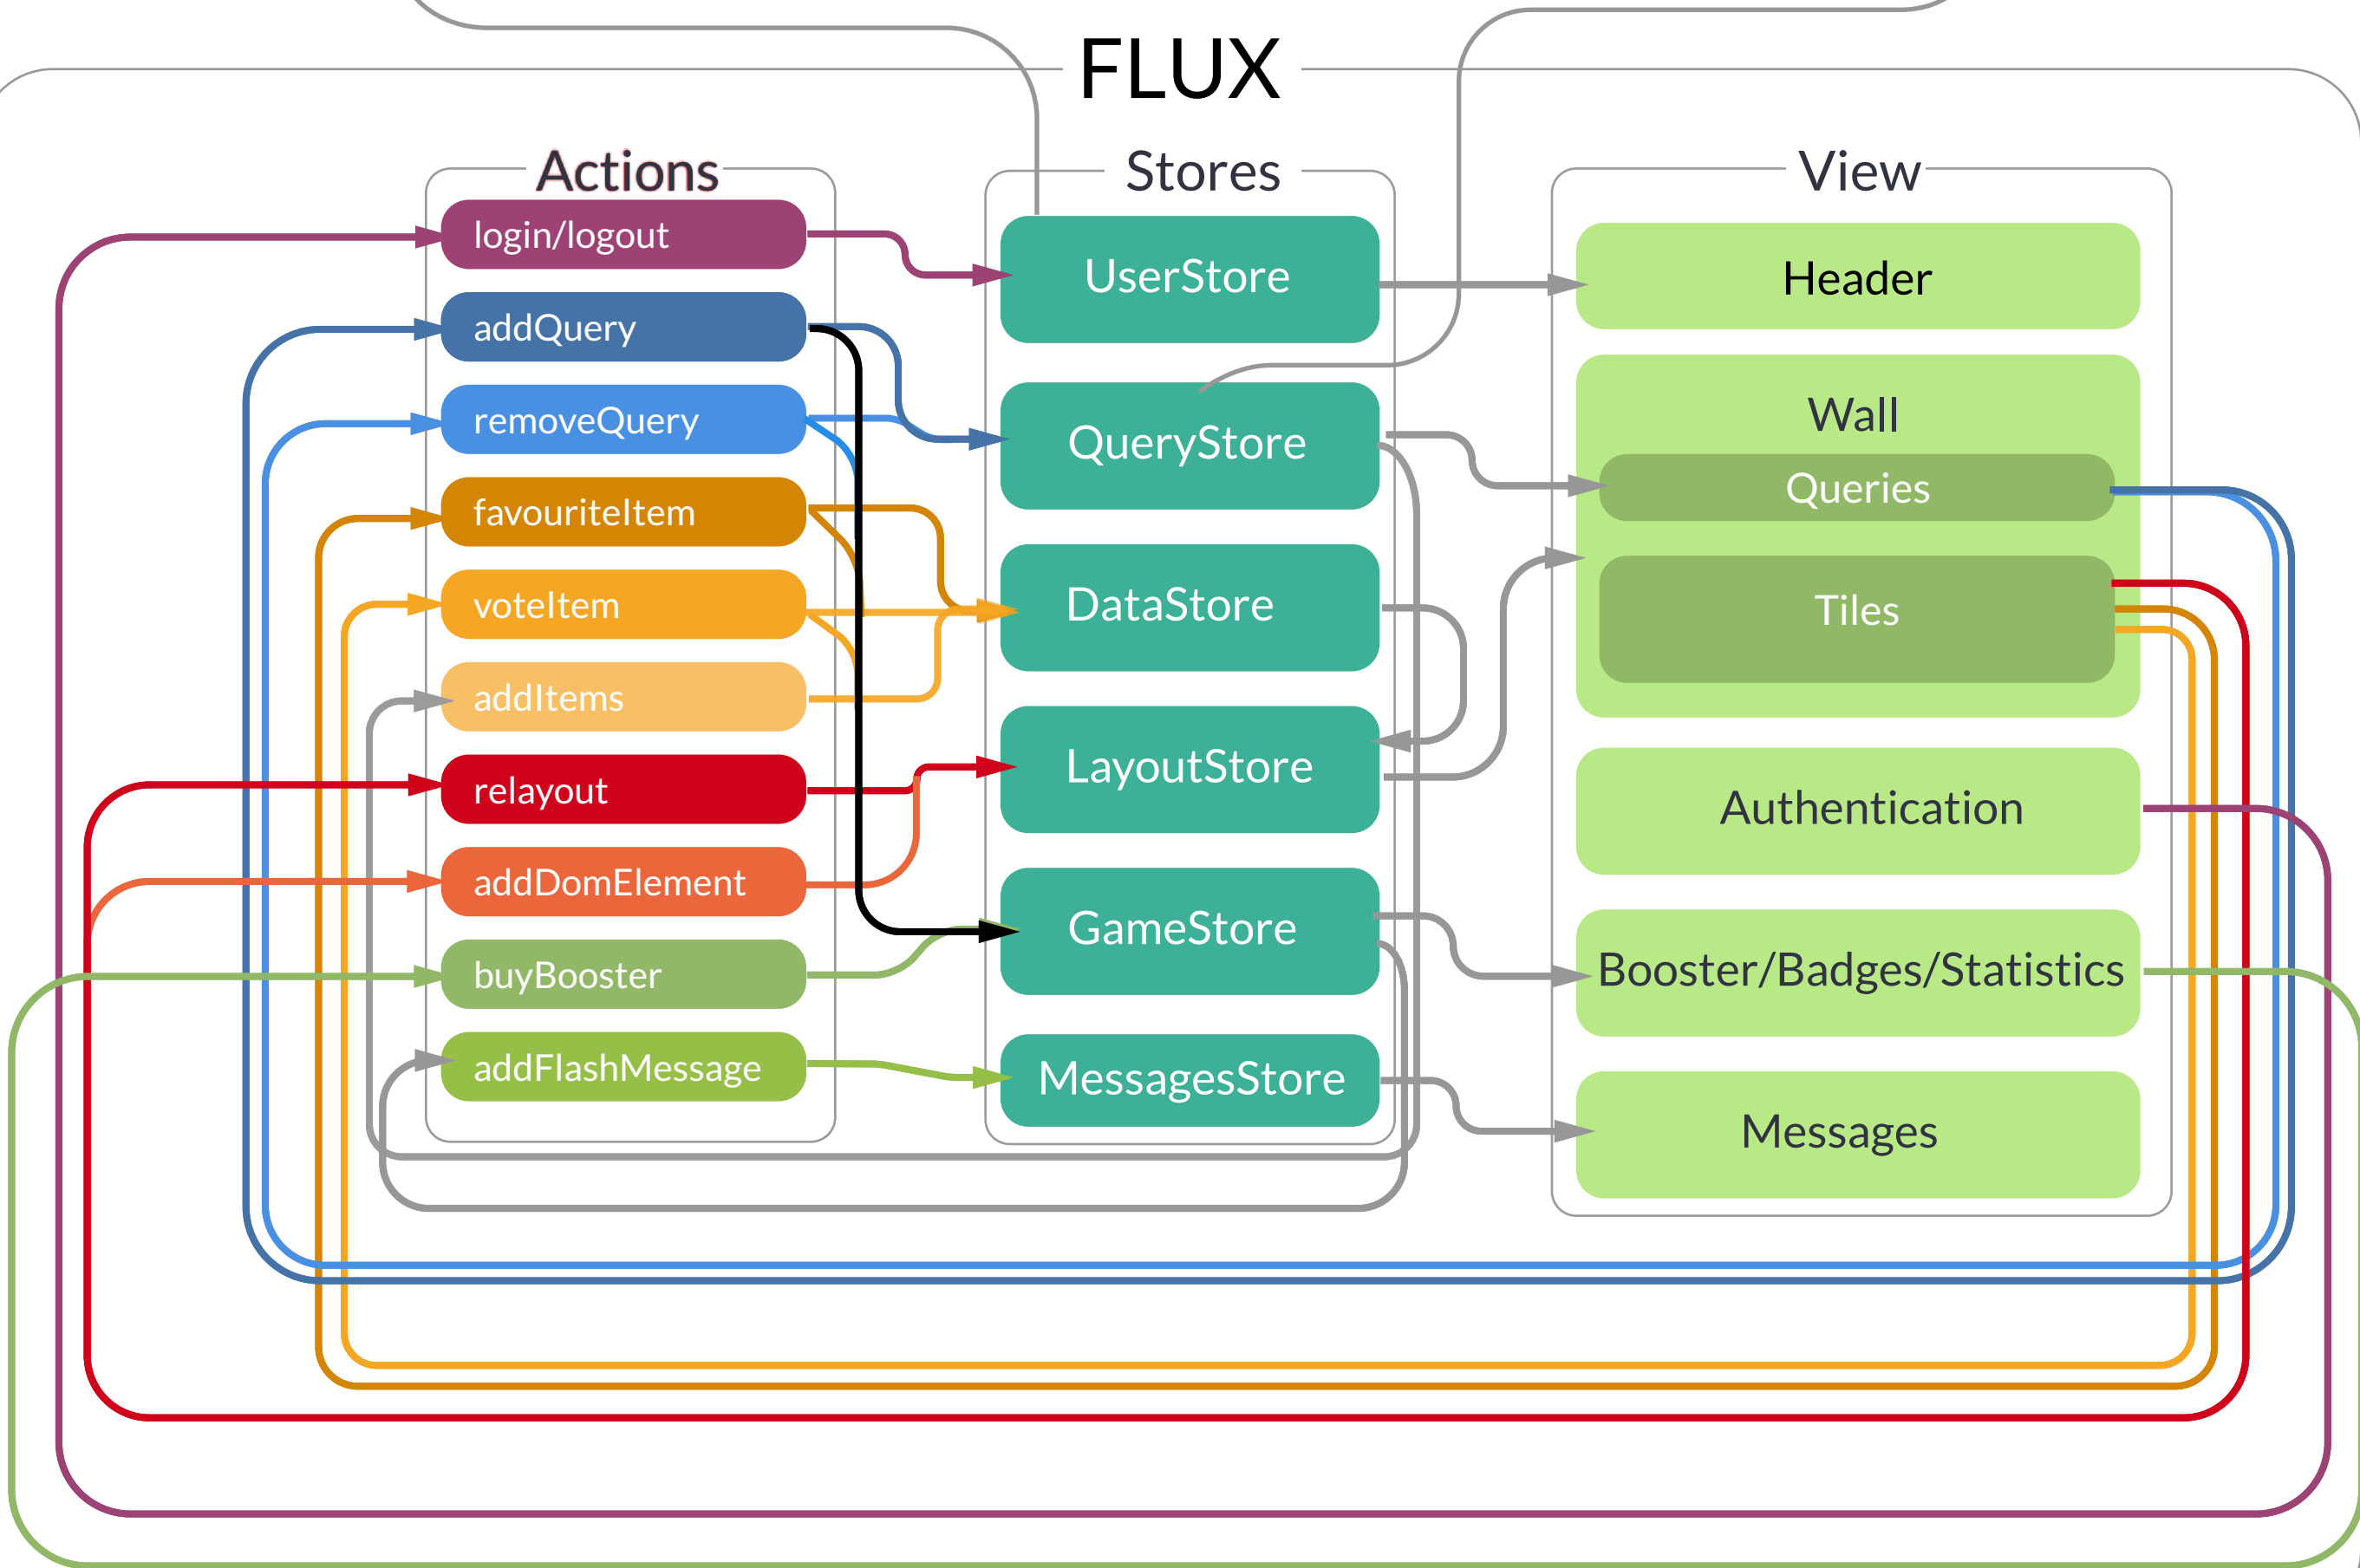 FLUX
Actions
login/logout
addQuery
removeQuery
favouriteItem
voteItem
addItems
relayout
addDomElement
buyBooster
addFlashMessage
Stores
UserStore
QueryStore
DataStore
LayoutStore
GameStore
MessagesStore
View
Header
Wall
Queries
Tiles
Authentication
Booster/Badges/Statistics
Messages